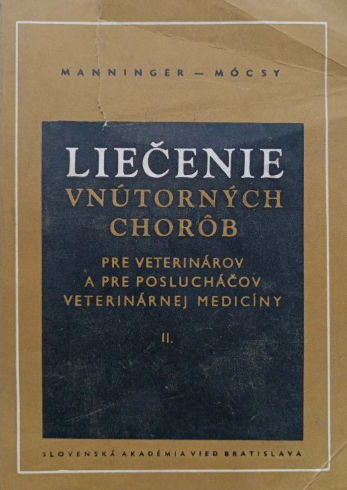 MANNINGER — MÓCSY
LIEČENIE
VNÚTORNÝCH
CHORÔB
PRE VETERINÁROV
A PRE POSLUCHÁČOV
VETERINÁRNEJ MEDICÍNY
II.
SLOVENSKÁ AKADÉMIA VIED BRATISLAVA